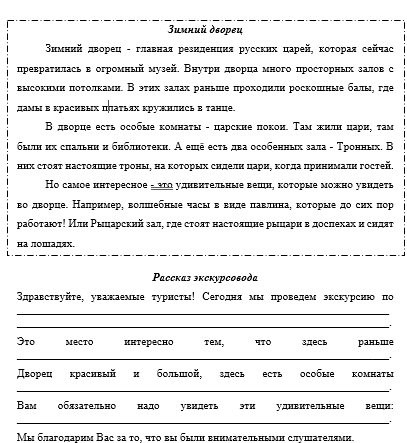 Зимний дворец
Зимний дворец - главная резиденция русских царей, которая сейчас
превратилась в огромный музей. Внутри дворца много просторных залов с
высокими потолками. В этих залах раньше проходили роскошные балы, где
дамы в красивых платьях кружились в танце.
В дворце есть особые комнаты - царские покои. Там жили цари, там
были их спальни и библиотеки. А ещё есть два особенных зала - Тронных. В
них стоят настоящие троны, на которых сидели цари, когда принимали гостей.
Но самое интересное - это удивительные вещи, которые можно увидеть
во дворце. Например, волшебные часы в виде павлина, которые до сих пор
работают! Или Рыцарский зал, где стоят настоящие рыцари в доспехах и сидят
на лошадях.
Рассказ экскурсовода
Здравствуйте, уважаемые туристы! Сегодня мы проведем экскурсию по
______________________________________________
______________________________________________.
Это место интересно тем, что здесь раньше
______________________________________________.
Дворец красивый и большой, здесь есть особые комнаты
______________________________________________.
Вам обязательно надо увидеть эти удивительные вещи:
______________________________________________.
Мы благодарим Вас за то, что вы были внимательными слушателями.